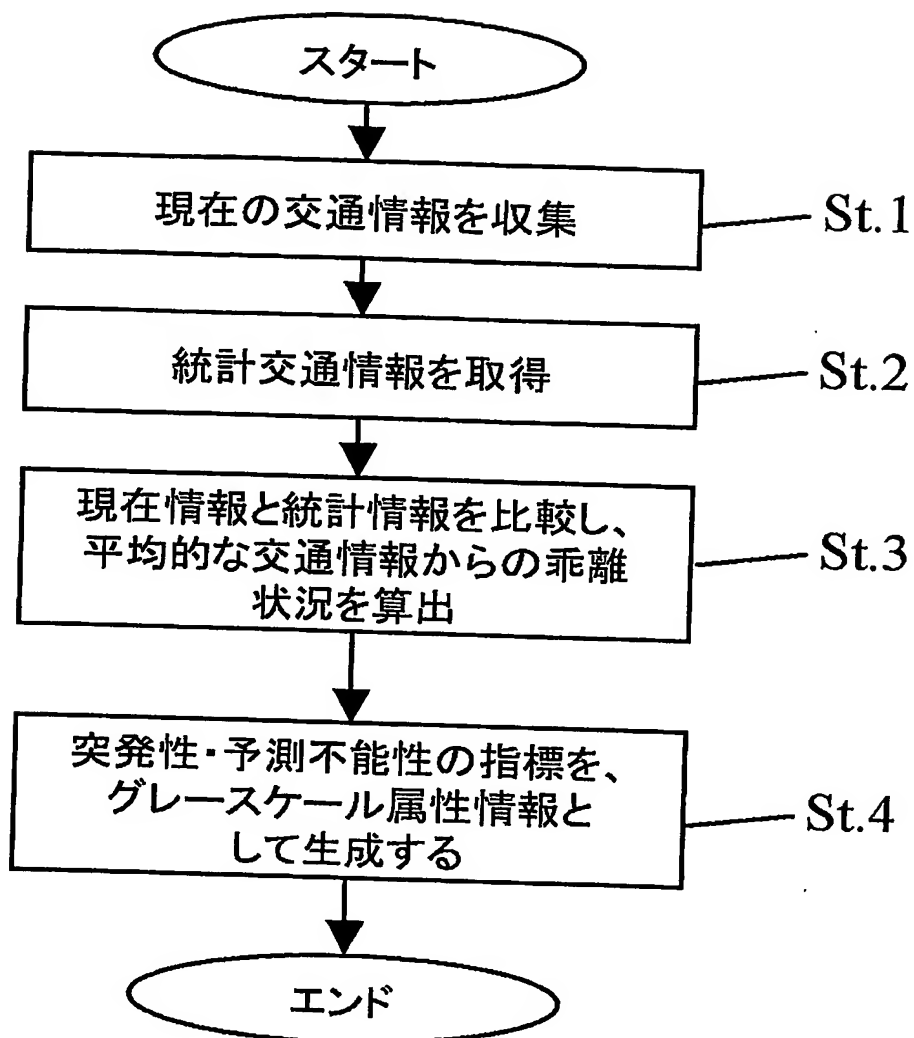 スタート
現在の交通情報を収集
St.1
統計交通情報を取得
St.2
現在情報と統計情報を比較し、
平均的な交通情報からの乖離
状況を算出
St.3
突発性・予測不能性の指標を、
グレースケール属性情報と
して生成する
St.4
エンド